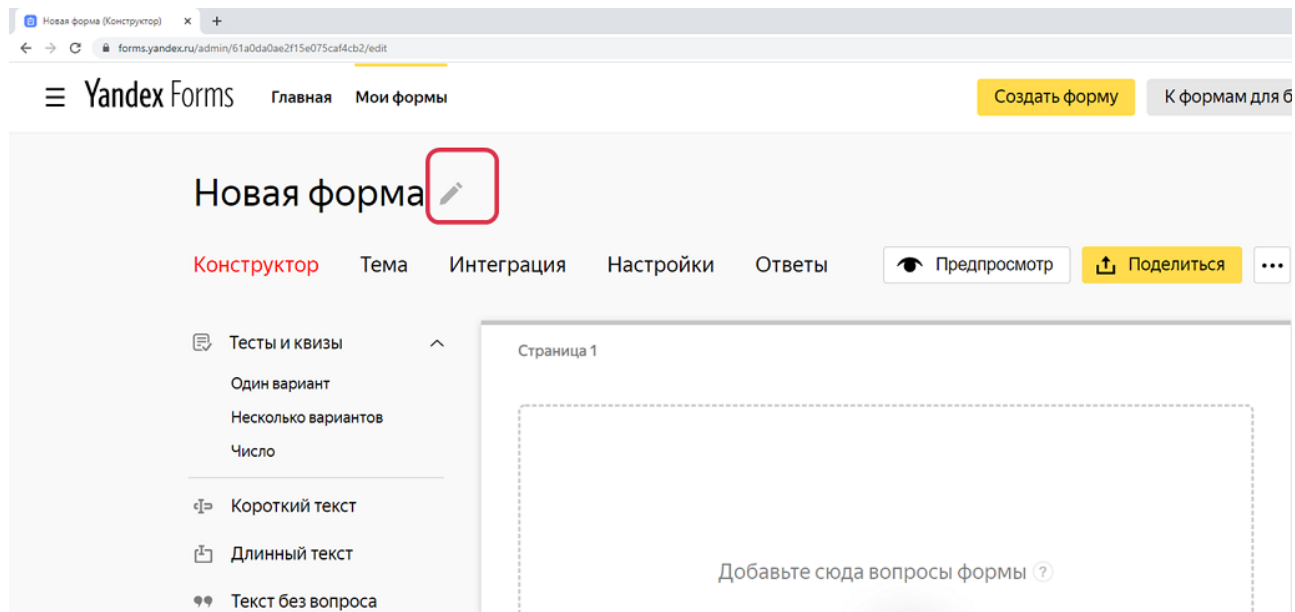 Новая форма (Конструктор)
forms.yandex.ru/admin/61a0da0ae2f15e075caf4cb2/edit
Yandex Forms Главная Мои формы Создать форму К формам для б
Новая форма
Конструктор Тема Интеграция Настройки Ответы Предпросмотр Поделиться
Тесты и квизы
Страница 1
Один вариант
Несколько вариантов
Число
Короткий текст
Длинный текст
Добавьте сюда вопросы формы ?
Текст без вопроса